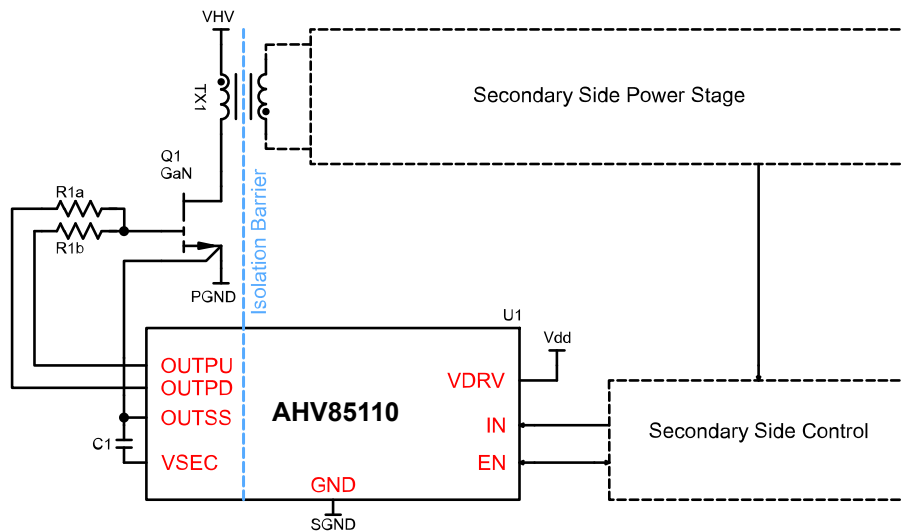 VHV
TX1
Secondary Side Power Stage
Q1
GaN
R1a
R1b
Isolation Barrier
PGND
U1
Vdd
OUTPU
OUTPD
OUTSS
VSEC
C1
AHV85110
VDRV
IN
EN
GND
SGND
Secondary Side Control